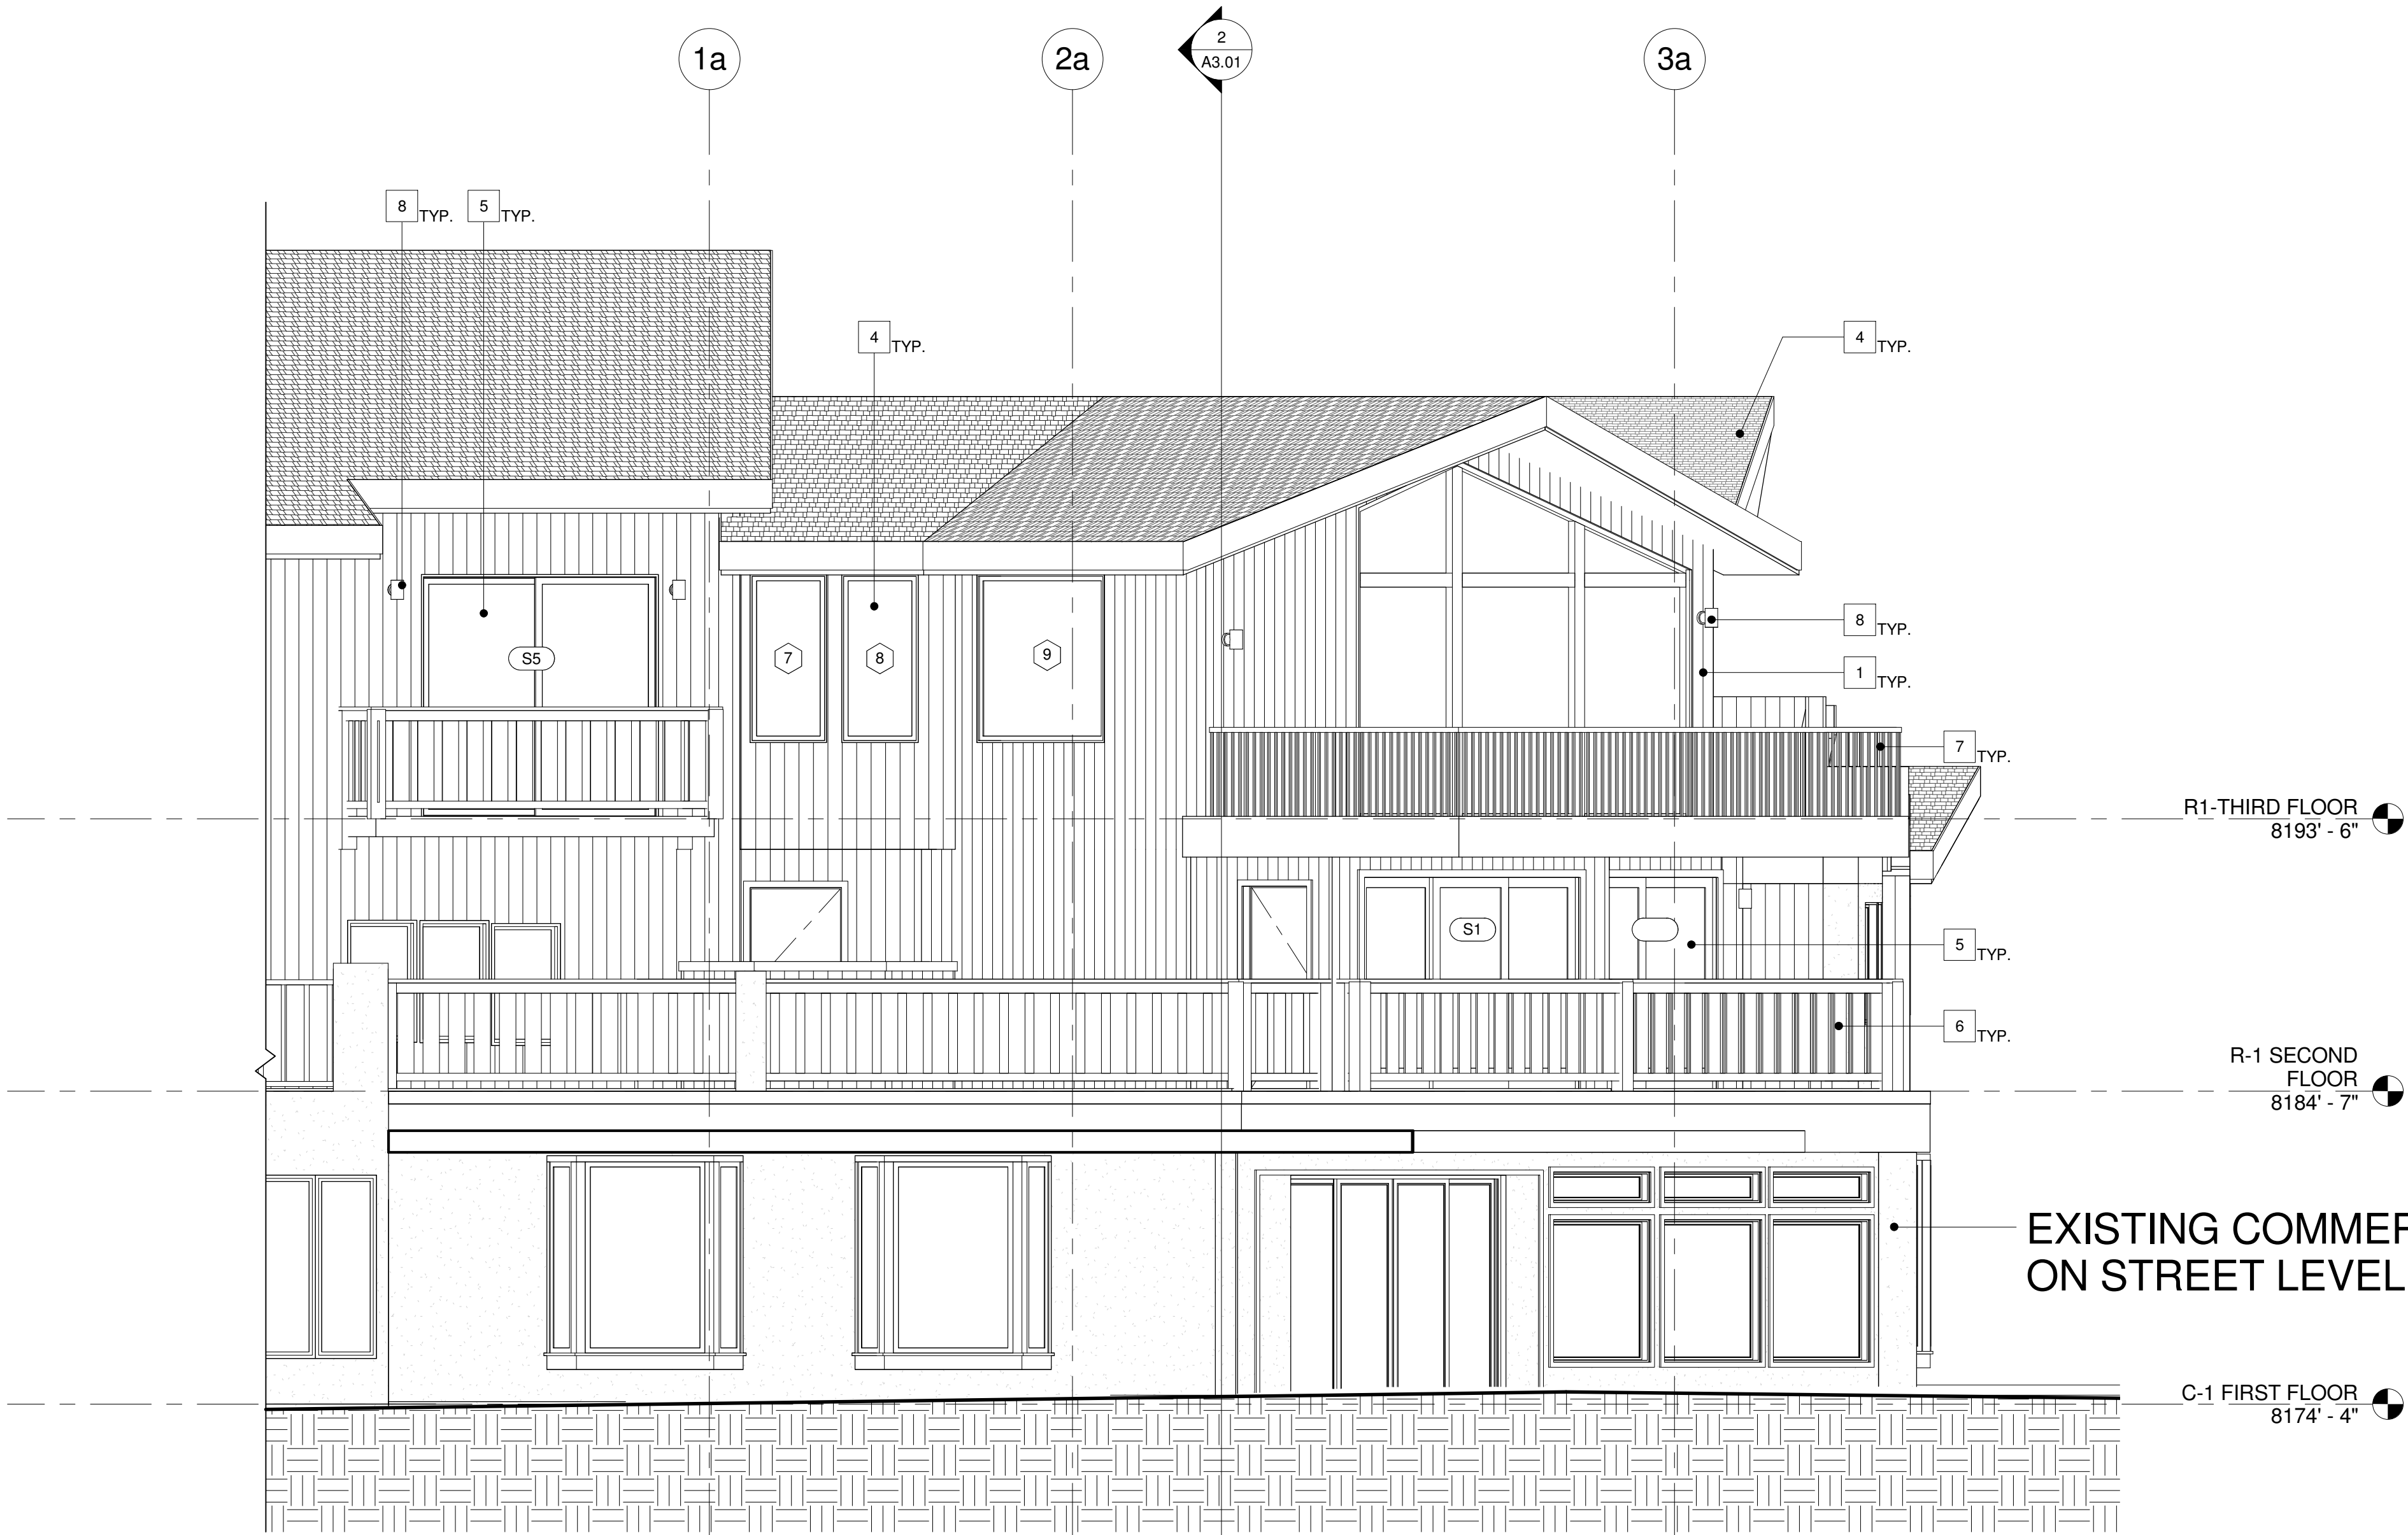 1a
2a
2
A3.01
3a
8 TYP.
5 TYP.
4 TYP.
4 TYP.
8 TYP.
1 TYP.
S5
7
8
9
7 TYP.
R1-THIRD FLOOR
8193' - 6"
S1
5 TYP.
6 TYP.
R-1 SECOND
FLOOR
8184' - 7"
EXISTING COMMER
ON STREET LEVEL
C-1 FIRST FLOOR
8174' - 4"